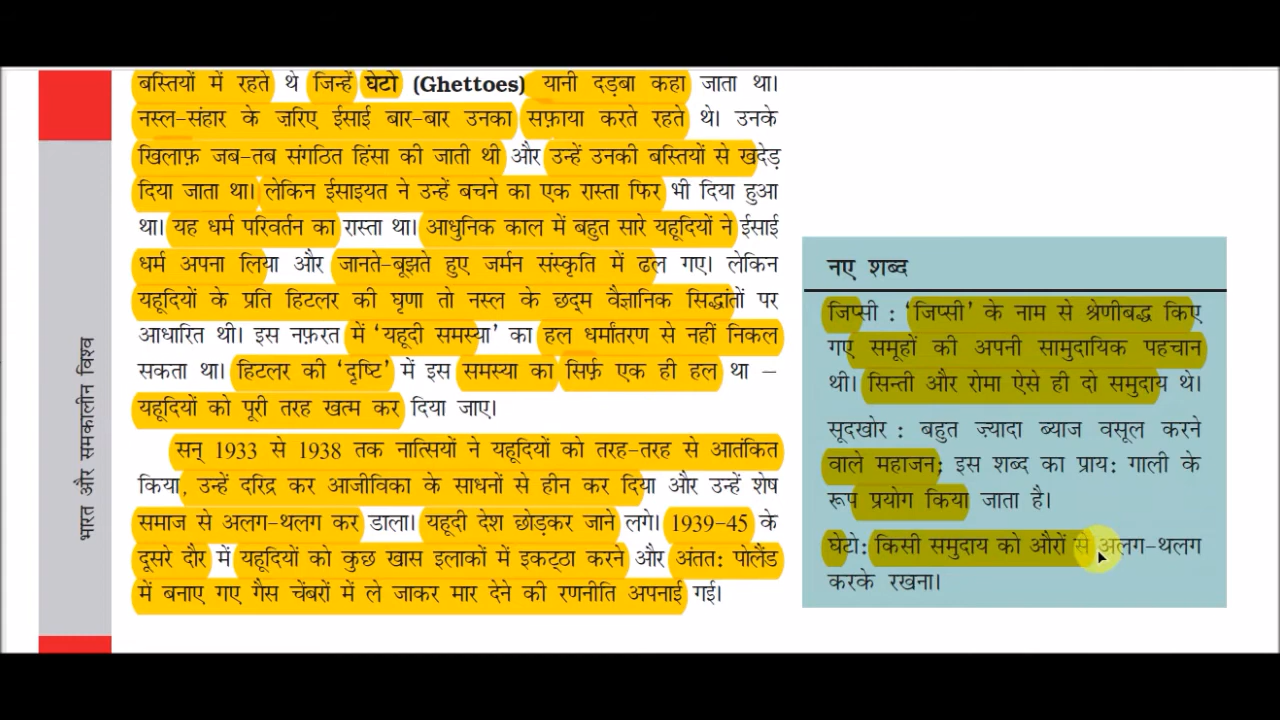 बस्तियों में रहते थे जिन्हें घेटो (Ghettoes) यानी दड़बा कहा जाता था।
नस्ल-संहार के ज़रिए ईसाई बार-बार उनका सफ़ाया करते रहते थे। उनके
खिलाफ़ जब-तब संगठित हिंसा की जाती थी और उन्हें उनकी बस्तियों से खदेड़
दिया जाता था। लेकिन ईसाइयत ने उन्हें बचने का एक रास्ता फिर भी दिया हुआ
था। यह धर्म परिवर्तन का रास्ता था। आधुनिक काल में बहुत सारे यहूदियों ने ईसाई
धर्म अपना लिया और जानते-बूझते हुए जर्मन संस्कृति में ढल गए। लेकिन
यहूदियों के प्रति हिटलर की घृणा तो नस्ल के छद्म वैज्ञानिक सिद्धांतों पर
आधारित थी। इस नफ़रत में ‘यहूदी समस्या’ का हल धर्मांतरण से नहीं निकल
सकता था। हिटलर की ‘दृष्टि’ में इस समस्या का सिर्फ़ एक ही हल था –
यहूदियों को पूरी तरह खत्म कर दिया जाए।
सन् 1933 से 1938 तक नात्सियों ने यहूदियों को तरह-तरह से आतंकित
किया, उन्हें दरिद्र कर आजीविका के साधनों से हीन कर दिया और उन्हें शेष
समाज से अलग-थलग कर डाला। यहूदी देश छोड़कर जाने लगे। 1939-45 के
दूसरे दौर में यहूदियों को कुछ खास इलाकों में इकट्ठा करने और अंततः पोलैंड
में बनाए गए गैस चेंबरों में ले जाकर मार देने की रणनीति अपनाई गई।
भारत और समकालीन विश्व
नए शब्द
जिप्सी : ‘जिप्सी’ के नाम से श्रेणीबद्ध किए
गए समूहों की अपनी सामुदायिक पहचान
थी। सिन्ती और रोमा ऐसे ही दो समुदाय थे।
सूदखोर : बहुत ज़्यादा ब्याज वसूल करने
वाले महाजन; इस शब्द का प्रायः गाली के
रूप प्रयोग किया जाता है।
घेटो: किसी समुदाय को औरों से अलग-थलग
करके रखना।